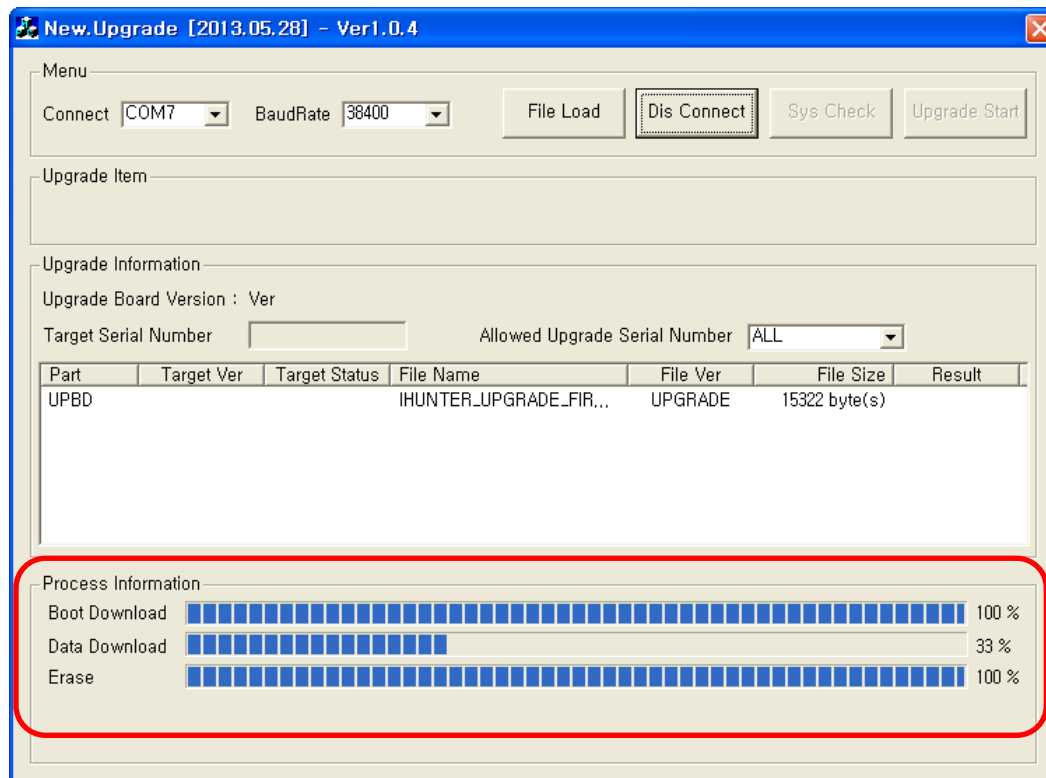 New.Upgrade [2013.05.28] - Ver1.0.4
Menu
Connect COM7 BaudRate 38400 File Load Dis Connect Sys Check Upgrade Start
Upgrade Item
Upgrade Information
Upgrade Board Version : Ver
Target Serial Number Allowed Upgrade Serial Number ALL
Part Target Ver Target Status File Name File Ver File Size Result
UPBD IHUNTER_UPGRADE_FIR... UPGRADE 15322 byte(s)
Process Information
Boot Download 100 %
Data Download 33 %
Erase 100 %